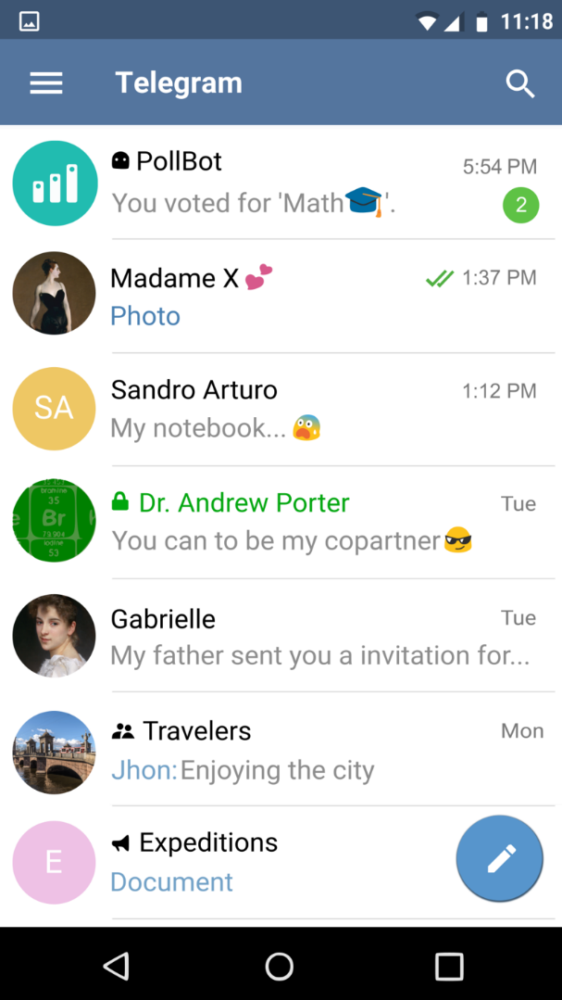 11:18
Telegram
PollBot
5:54 PM
You voted for 'Math🎓'.
2
Madame X💕
1:37 PM
Photo
SA
Sandro Arturo
1:12 PM
My notebook...😰
bromine
35
Br
79.904
iodine
53
Dr. Andrew Porter
Tue
You can to be my copartner😎
Gabrielle
Tue
My father sent you a invitation for...
Travelers
Mon
Jhon:Enjoying the city
E
Expeditions
Document